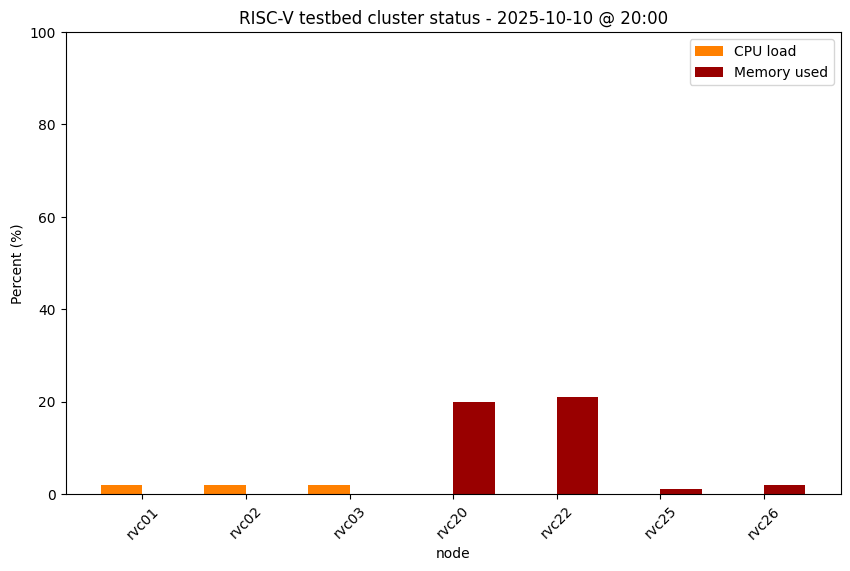 RISC-V testbed cluster status - 2025-10-10 @ 20:00
CPU load
Memory used
Percent (%)
100
80
60
40
20
0
rvc01
rvc02
rvc03
rvc20
rvc22
rvc25
rvc26
node